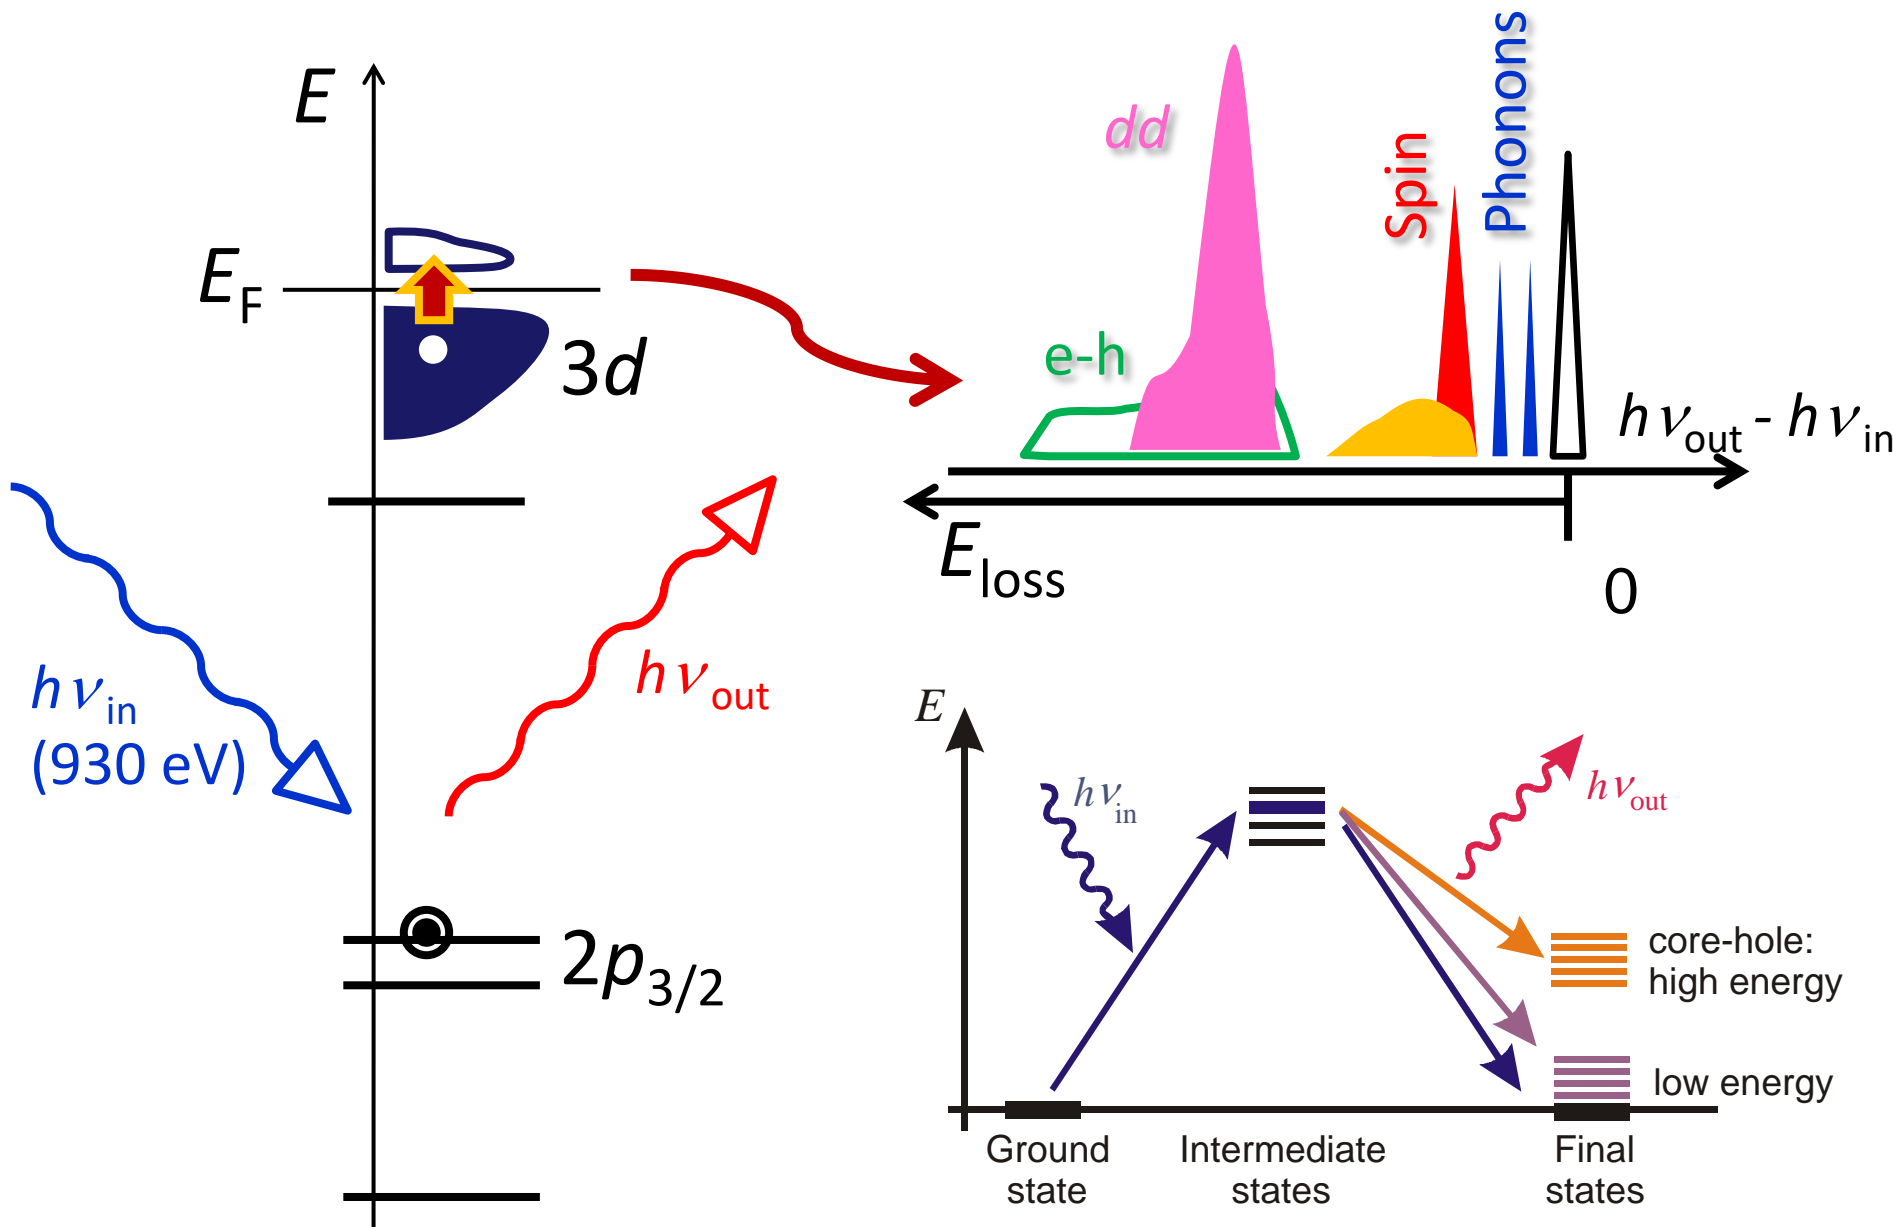 E
E_F
3d
hν_in
(930 eV)
hν_out
2p_3/2
dd
e-h
Spin
Phonons
hν_out - hν_in
E_loss
0
E
hν_in
hν_out
core-hole:
high energy
low energy
Ground
state
Intermediate
states
Final
states